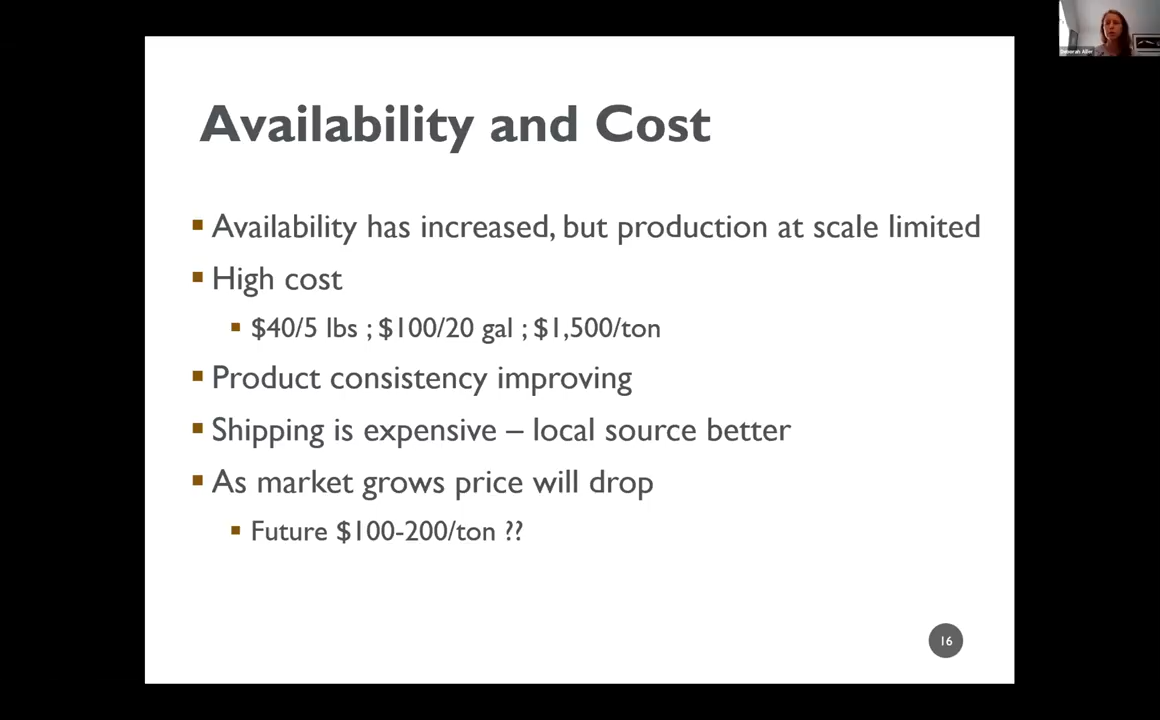 Deborah Aller
Availability and Cost
▪ Availability has increased, but production at scale limited
▪ High cost
▪ $40/5 lbs ; $100/20 gal ; $1,500/ton
▪ Product consistency improving
▪ Shipping is expensive – local source better
▪ As market grows price will drop
▪ Future $100-200/ton ??
16